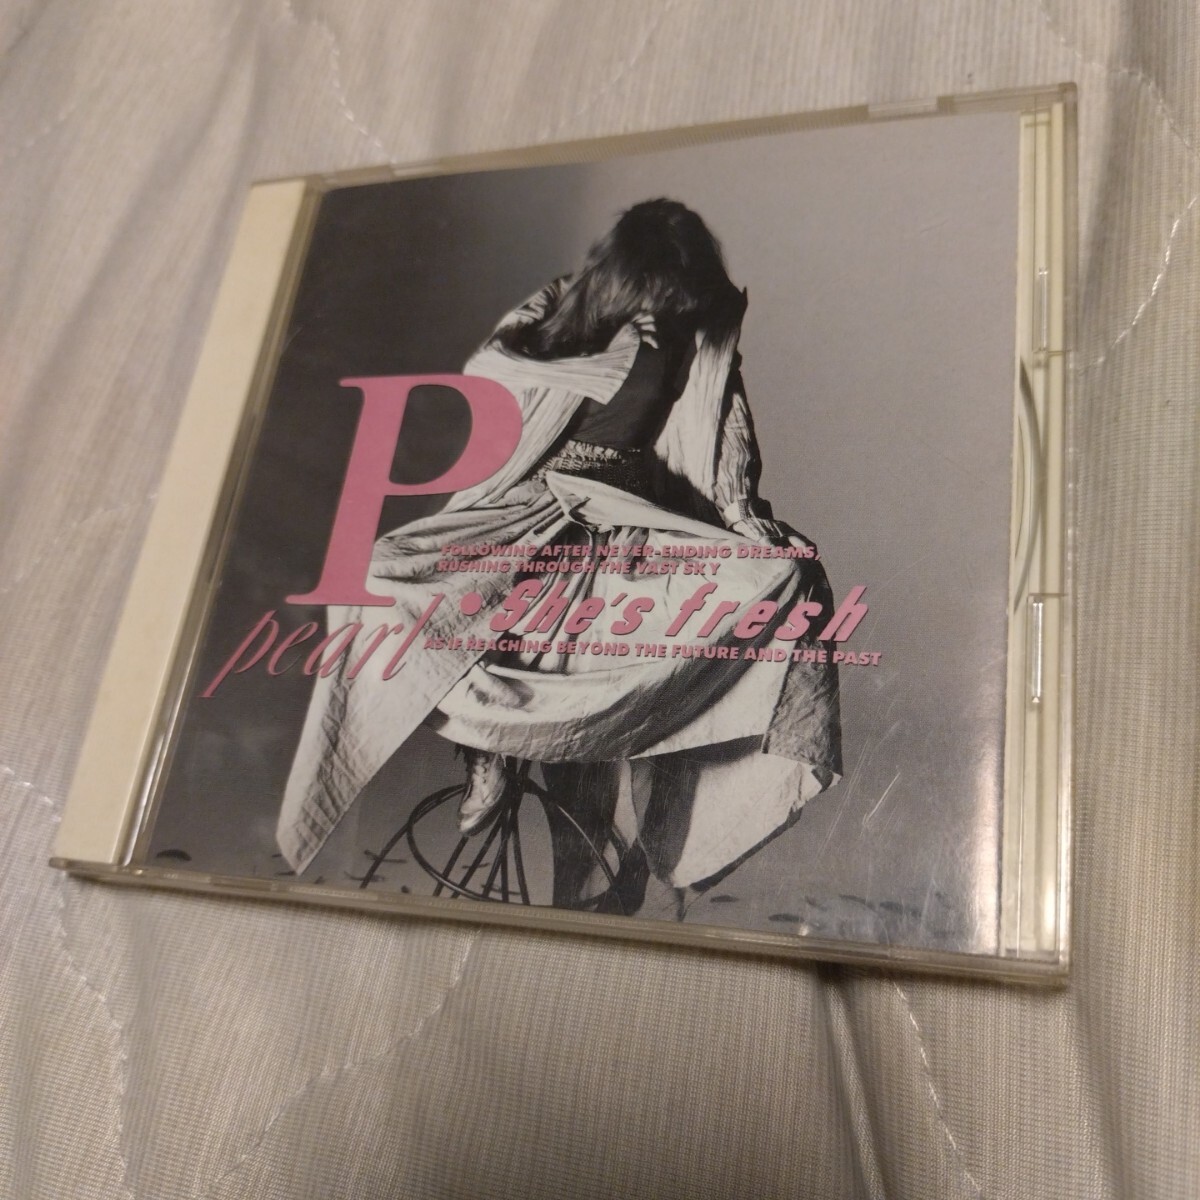 P
pearl
FOLLOWING AFTER NEVER-ENDING DREAMS,
RUSHING THROUGH THE VAST SKY
• She's fresh
AS IF REACHING BEYOND THE FUTURE AND THE PAST